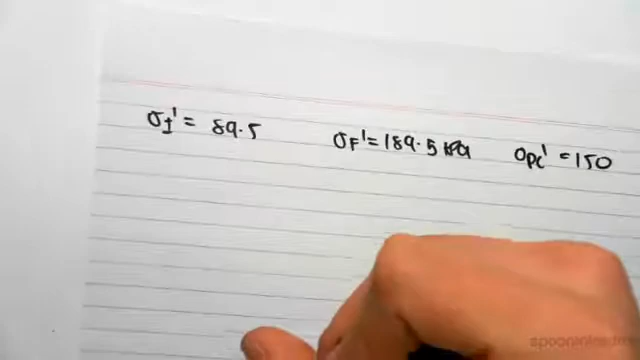 σI' = 89.5 σF' = 189.5 kPa σPC' = 150